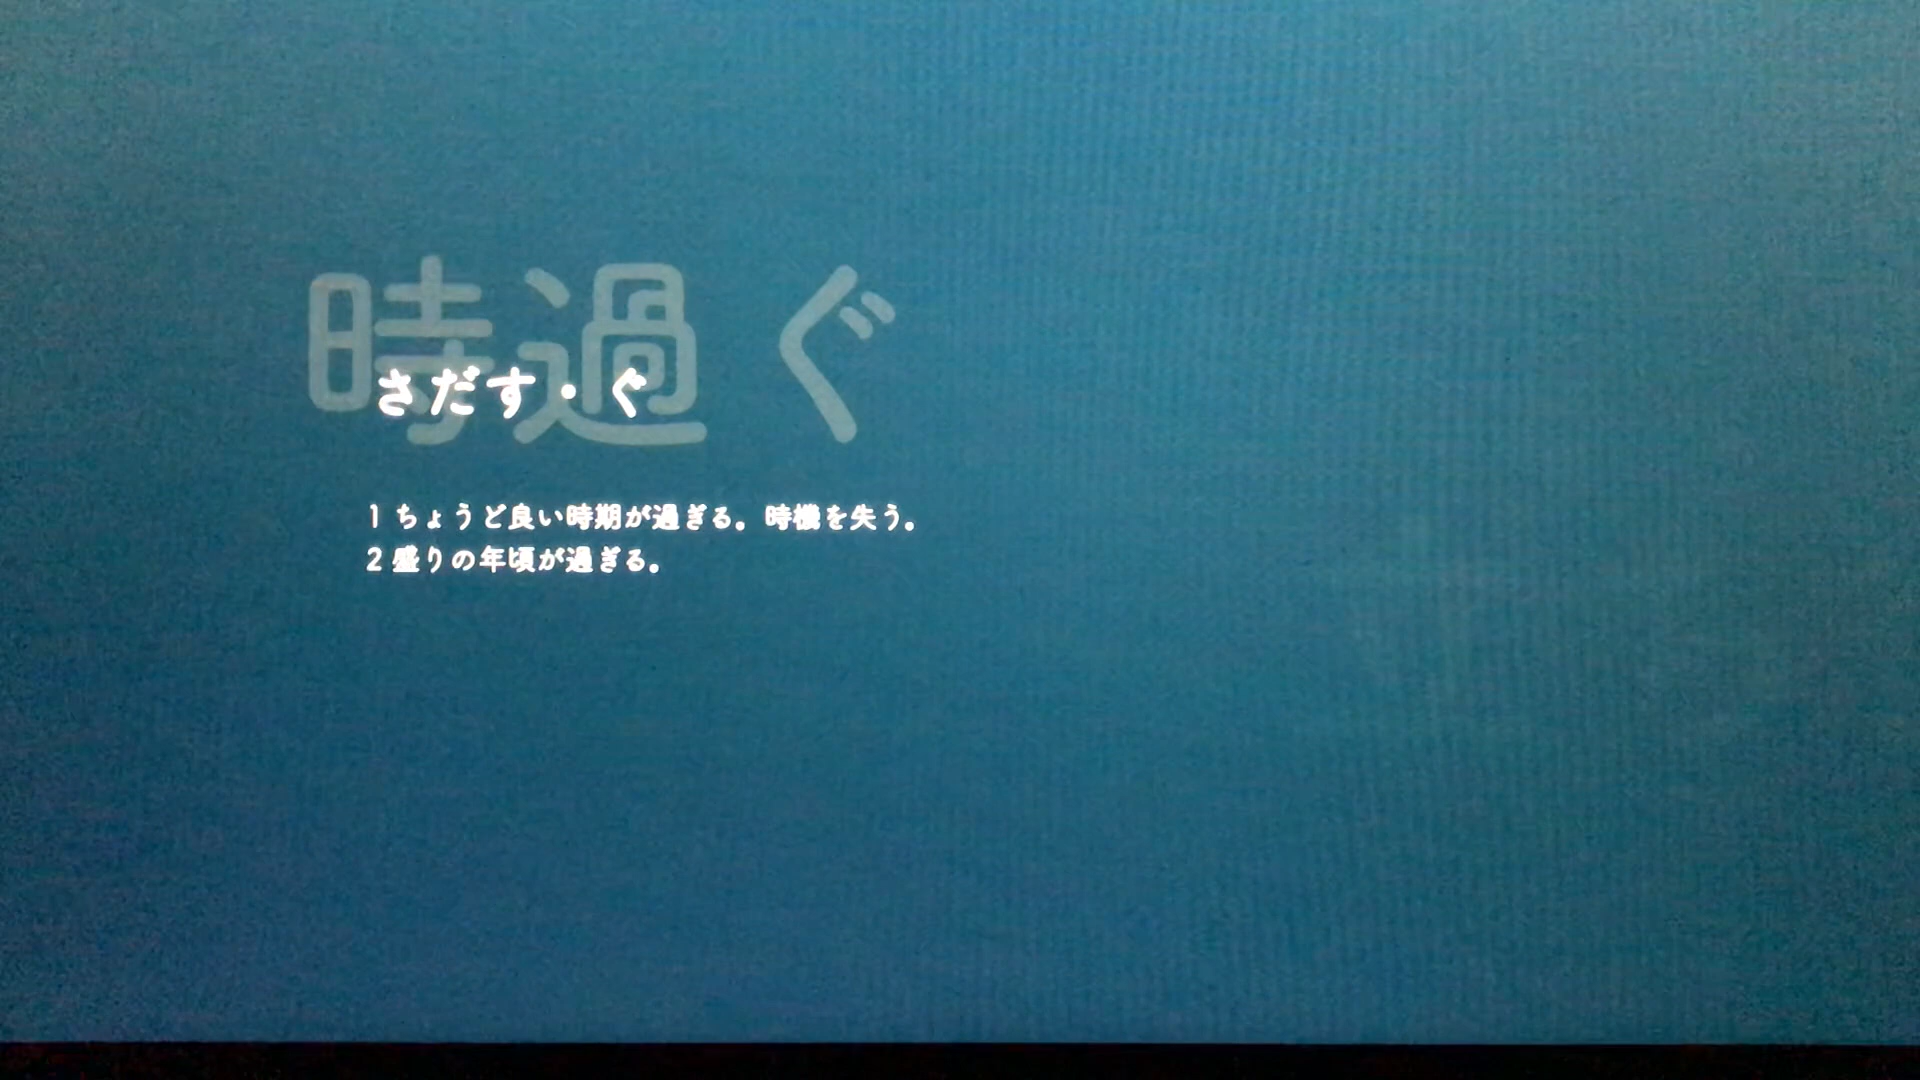 時過ぐ
さだす・ぐ
1 ちょうど良い時期が過ぎる。時機を失う。
2 盛りの年頃が過ぎる。